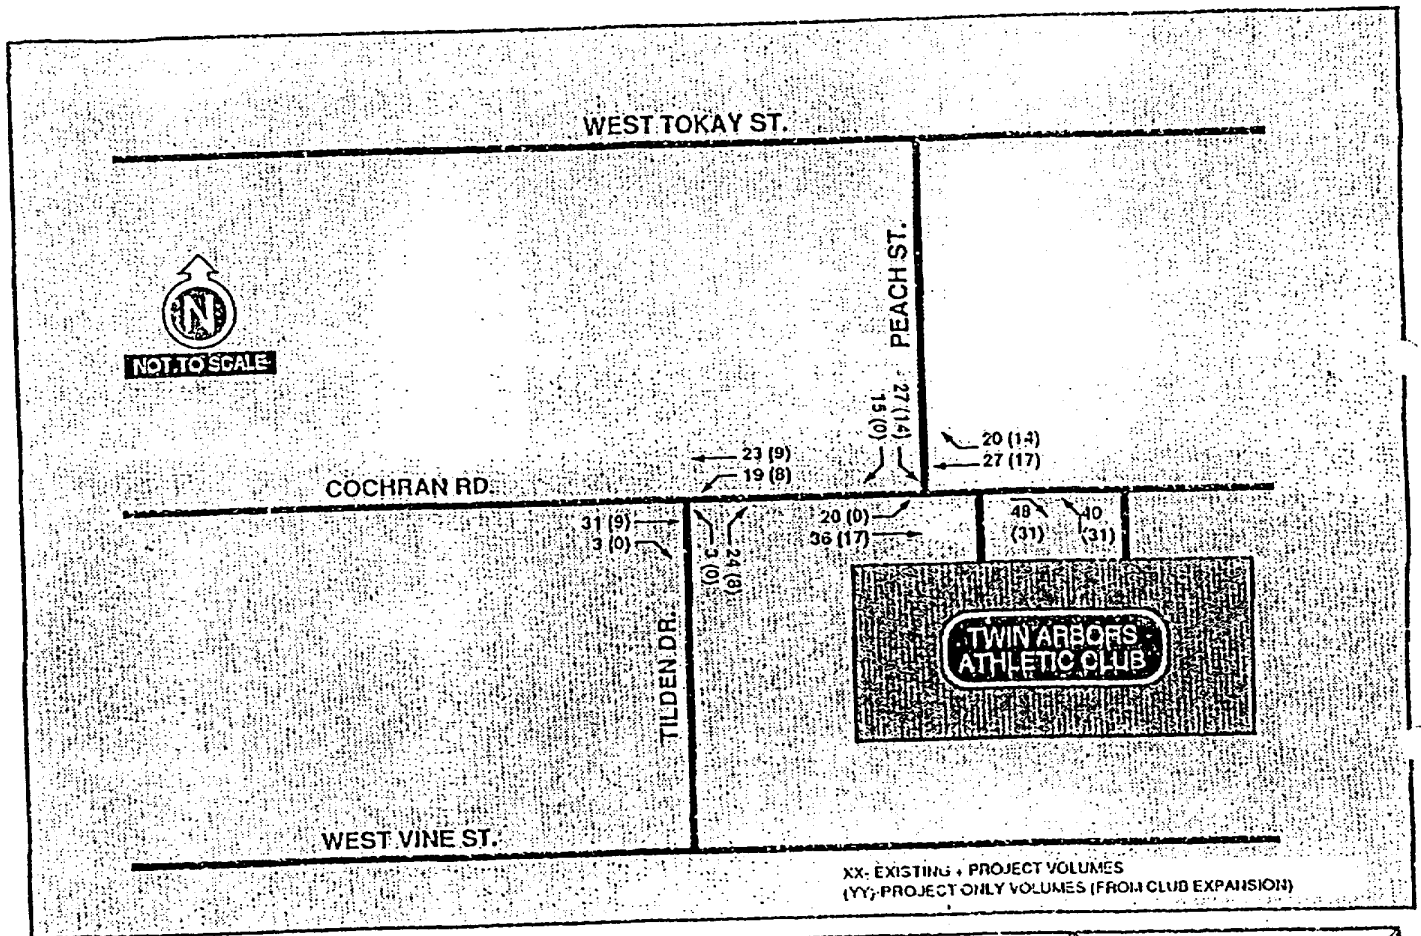 WEST TOKAY ST.
PEACH ST.
N
NOT TO SCALE
27 (14)
15 (0)
20 (14)
27 (17)
23 (9)
19 (8)
COCHRAN RD.
31 (9)
3 (0)
3 (0)
24 (8)
20 (0)
36 (17)
48
(31)
40
(31)
TILDEN DR.
TWIN ARBORS
ATHLETIC CLUB
WEST VINE ST.
XX- EXISTING + PROJECT VOLUMES
(YY)-PROJECT ONLY VOLUMES (FROM CLUB EXPANSION)